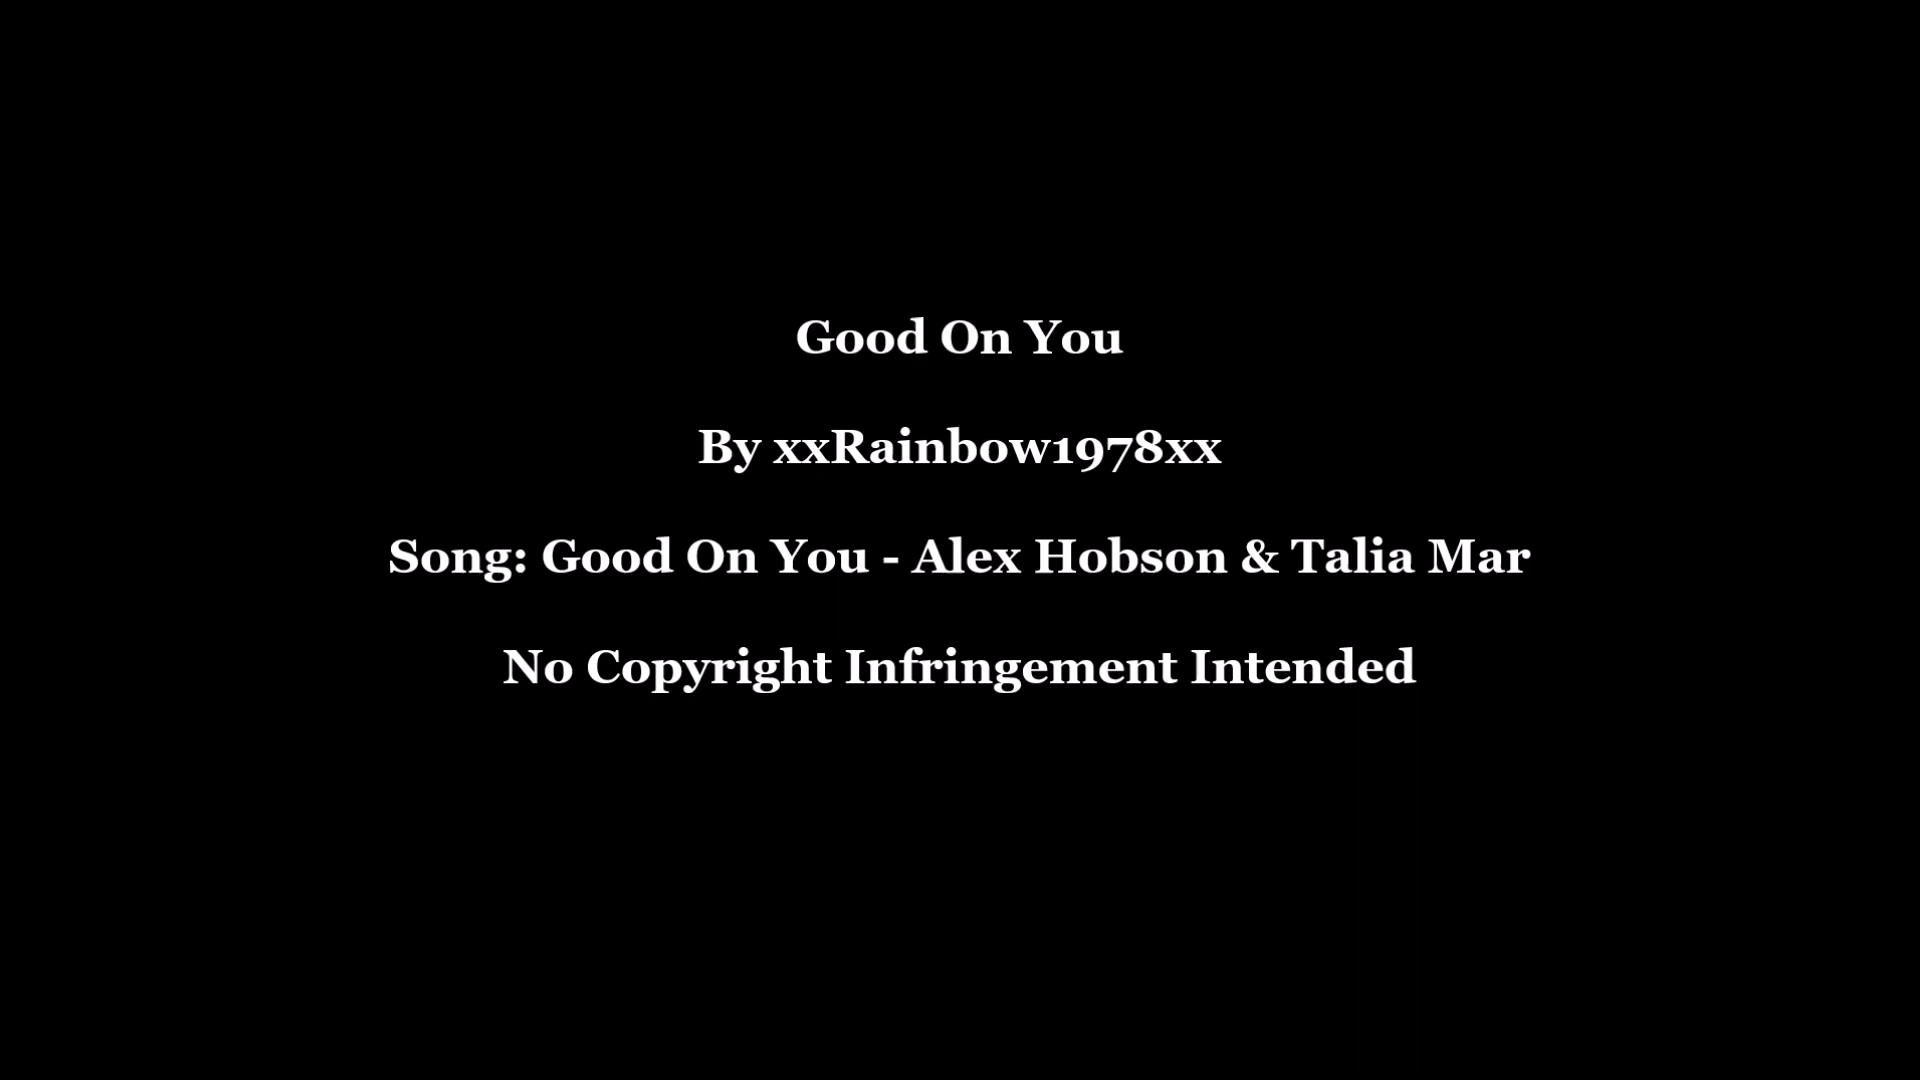 Good On You
By xxRainbow1978xx
Song: Good On You - Alex Hobson & Talia Mar
No Copyright Infringement Intended